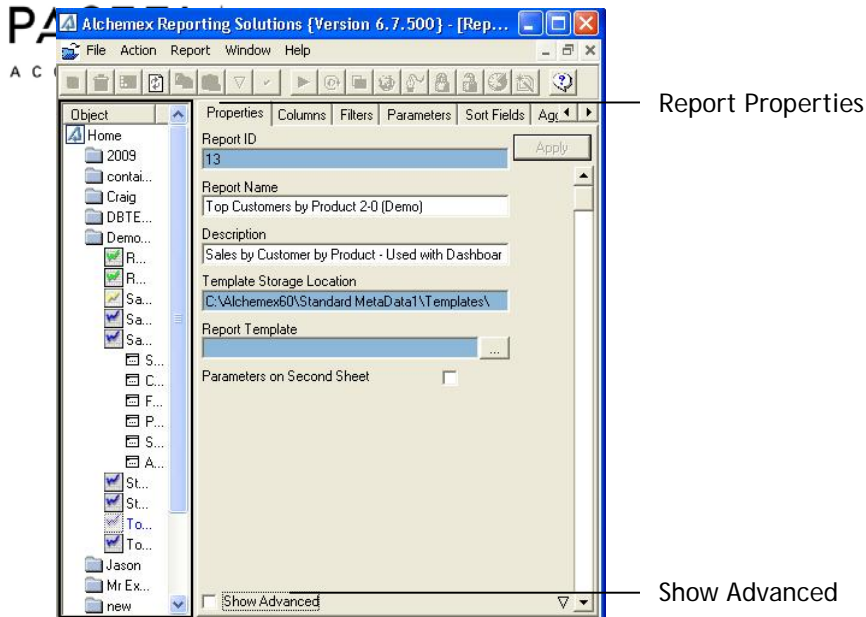 PA
ACC
Alchemex Reporting Solutions {Version 6.7.500} - [Rep...
File Action Report Window Help
Object
Home
2009
contai...
Craig
DBTE...
Demo...
R...
R...
Sa...
Sa...
Sa...
S...
C...
F...
P...
S...
A...
St...
St...
To...
To...
Jason
Mr Ex...
new
Properties Columns Filters Parameters Sort Fields Agg
Report ID
13
Apply
Report Name
Top Customers by Product 2-0 (Demo)
Description
Sales by Customer by Product - Used with Dashboar
Template Storage Location
C:\Alchemex60\Standard MetaData1\Templates\
Report Template
...
Parameters on Second Sheet
Show Advanced
Report Properties
Show Advanced